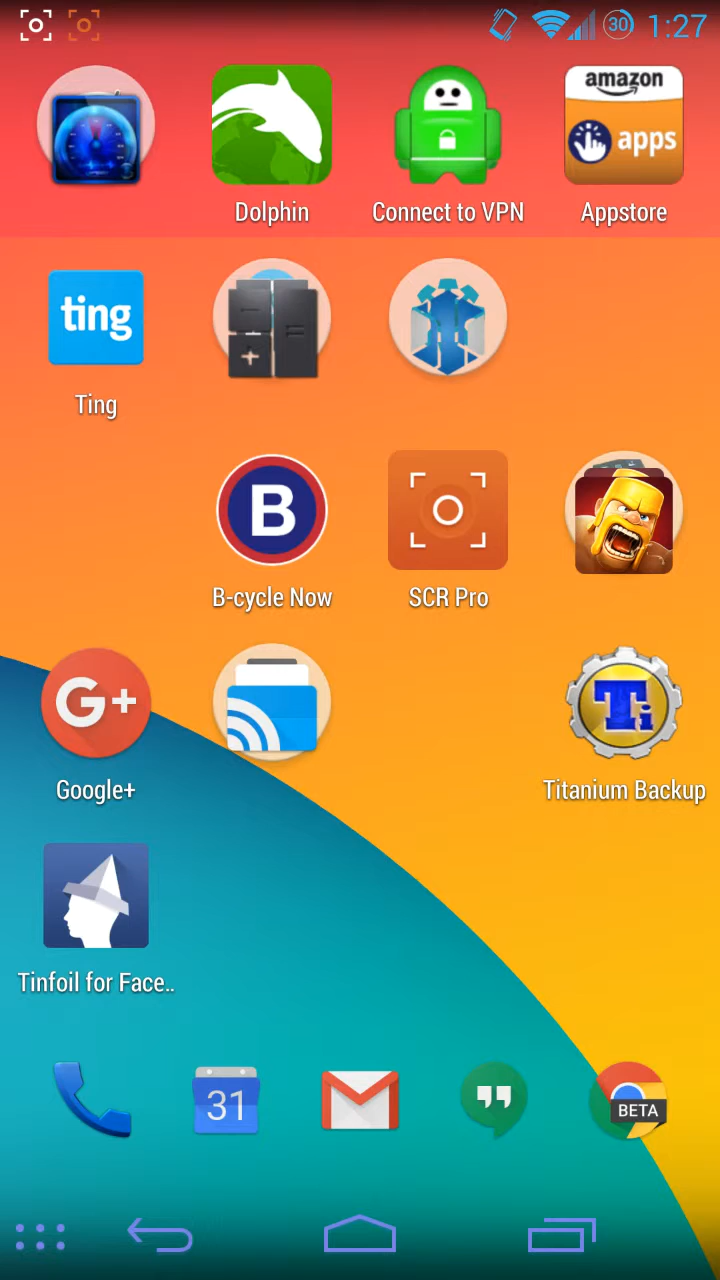 30 1:27
amazon
apps
Dolphin Connect to VPN Appstore
ting
Ting
B
B-cycle Now SCR Pro
G+
Ti
Google+ Titanium Backup
Tinfoil for Face..
31
BETA